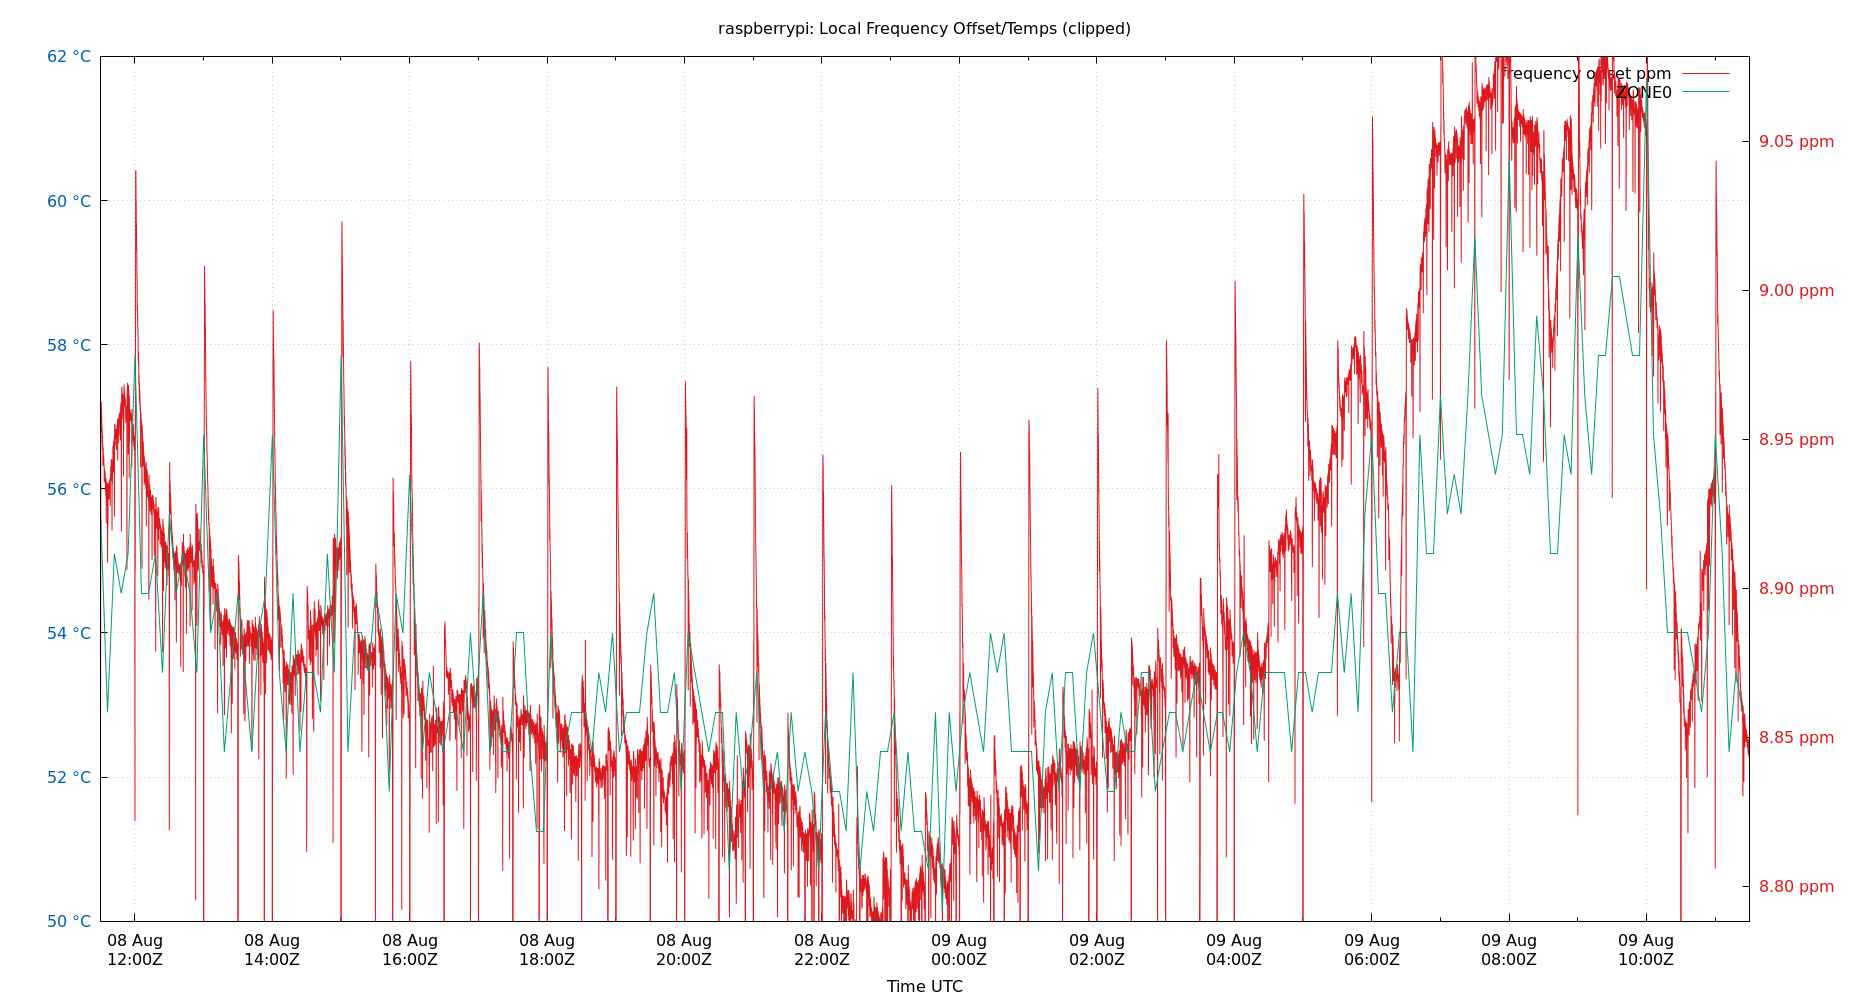 raspberrypi: Local Frequency Offset/Temps (clipped)
62 °C
60 °C
58 °C
56 °C
54 °C
52 °C
50 °C
frequency offset ppm
ZONE0
9.05 ppm
9.00 ppm
8.95 ppm
8.90 ppm
8.85 ppm
8.80 ppm
08 Aug
12:00Z
08 Aug
14:00Z
08 Aug
16:00Z
08 Aug
18:00Z
08 Aug
20:00Z
08 Aug
22:00Z
09 Aug
00:00Z
09 Aug
02:00Z
09 Aug
04:00Z
09 Aug
06:00Z
09 Aug
08:00Z
09 Aug
10:00Z
Time UTC